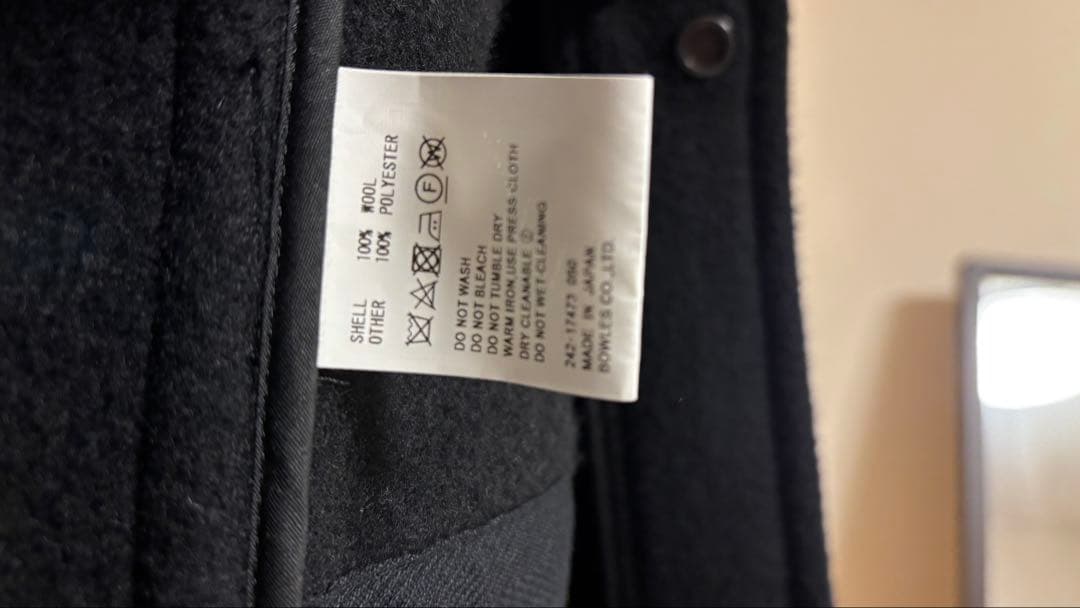 SHELL 100% WOOL
OTHER 100% POLYESTER
F W
DO NOT WASH
DO NOT BLEACH
DO NOT TUMBLE DRY
WARM IRON,USE PRESS-CLOTH
DRY CLEANABLE Ⓕ
DO NOT WET-CLEANING
242-17473 050
MADE IN JAPAN
BOWLES CO.,LTD.